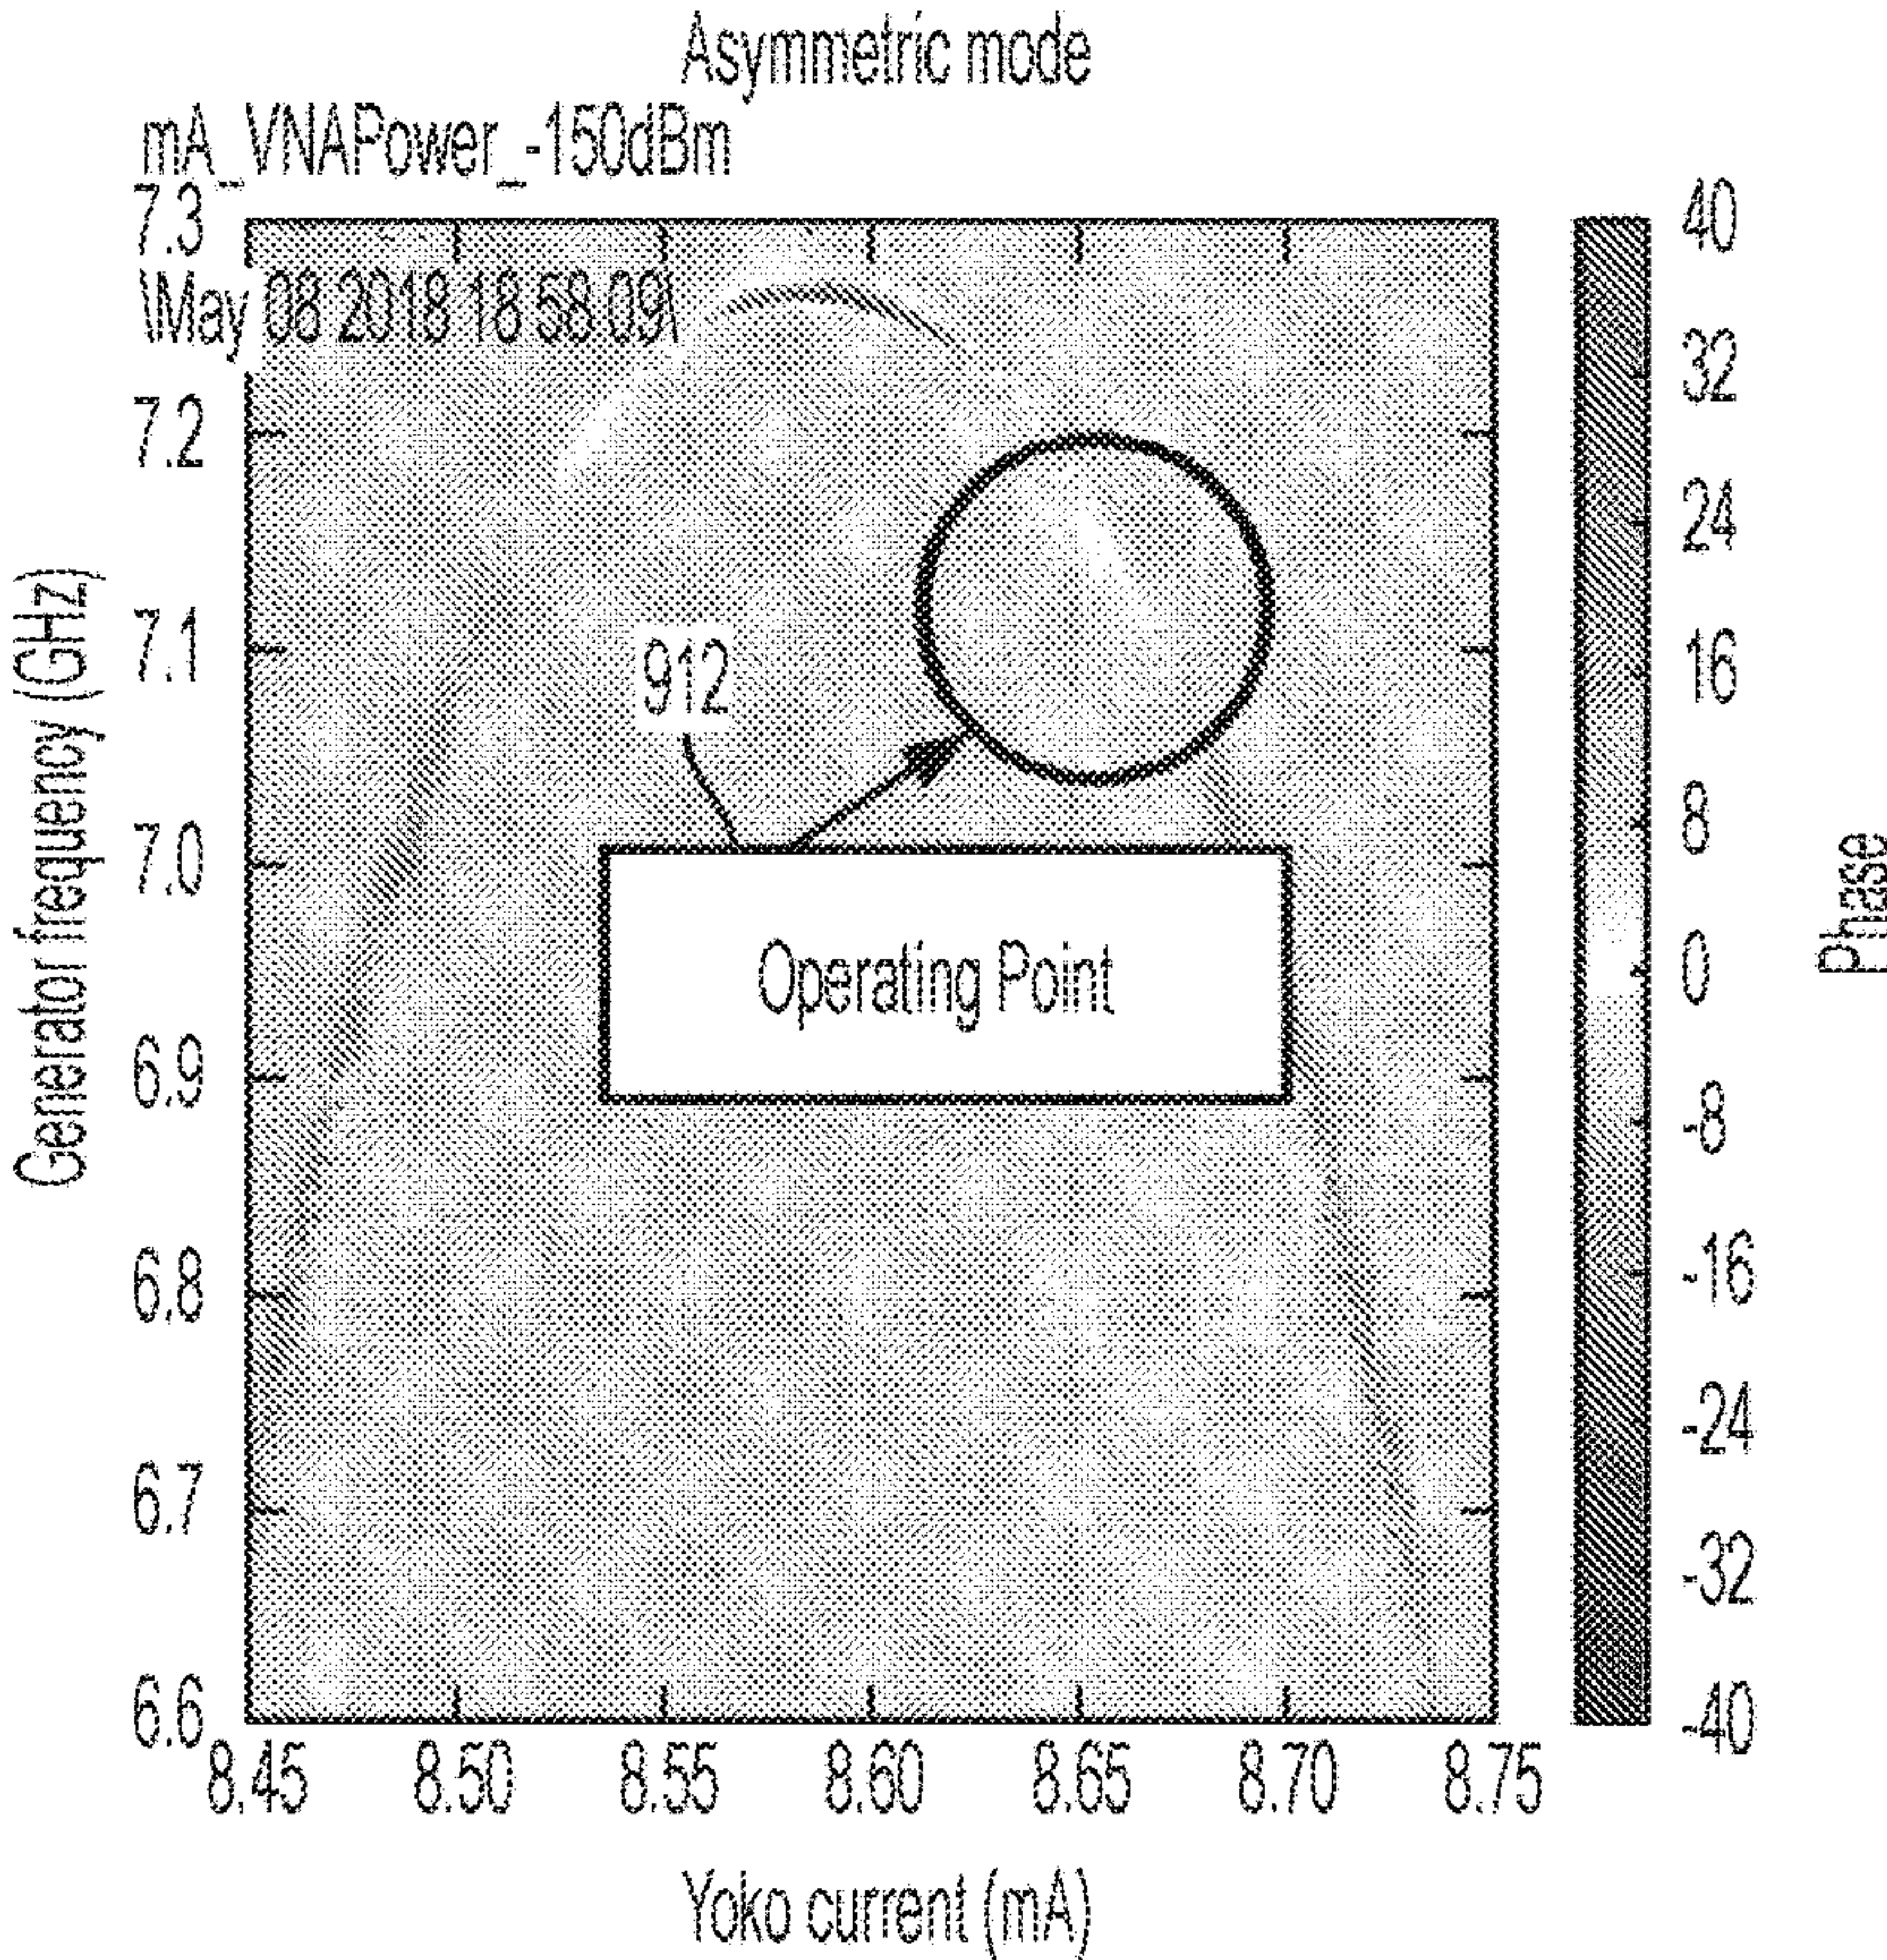 Asymmetric mode
mA_VNAPower_-150dBm
\May 08 2018 18 58 09\
Generator frequency (GHz)
7.3
7.2
7.1
7.0
6.9
6.8
6.7
6.6
912
Operating Point
8.45 8.50 8.55 8.60 8.65 8.70 8.75
Yoko current (mA)
40
32
24
16
8
0
-8
-16
-24
-32
-40
Phase